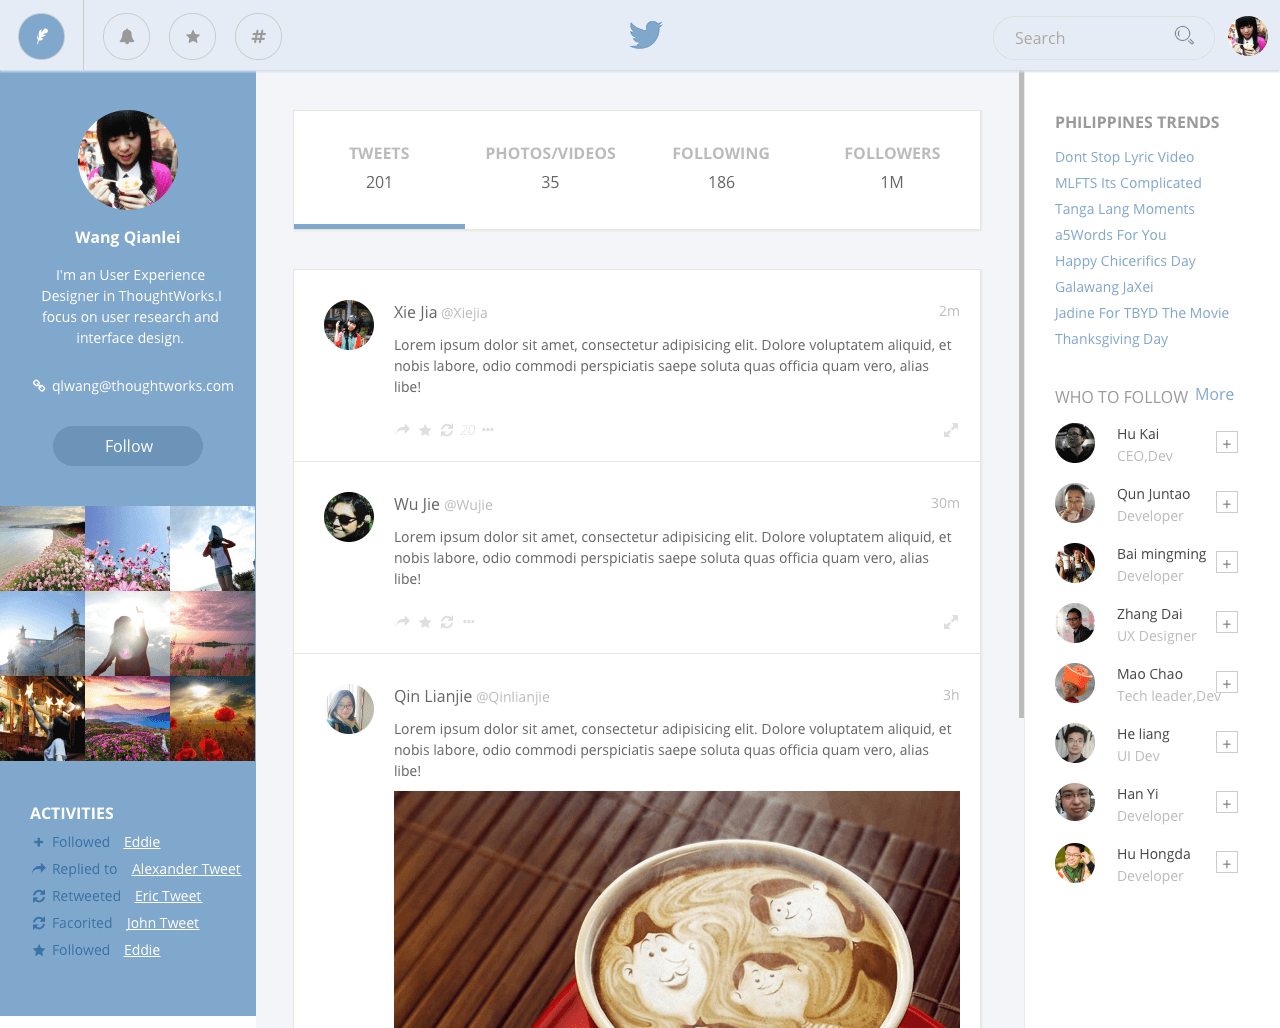 #
Search
Wang Qianlei
I'm an User Experience
Designer in ThoughtWorks.I
focus on user research and
interface design.
qlwang@thoughtworks.com
Follow
ACTIVITIES
Followed Eddie
Replied to Alexander Tweet
Retweeted Eric Tweet
Facorited John Tweet
Followed Eddie
TWEETS PHOTOS/VIDEOS FOLLOWING FOLLOWERS
201 35 186 1M
Xie Jia @Xiejia 2m
Lorem ipsum dolor sit amet, consectetur adipisicing elit. Dolore voluptatem aliquid, et
nobis labore, odio commodi perspiciatis saepe soluta quas officia quam vero, alias
libe!
20
Wu Jie @Wujie 30m
Lorem ipsum dolor sit amet, consectetur adipisicing elit. Dolore voluptatem aliquid, et
nobis labore, odio commodi perspiciatis saepe soluta quas officia quam vero, alias
libe!
Qin Lianjie @Qinlianjie 3h
Lorem ipsum dolor sit amet, consectetur adipisicing elit. Dolore voluptatem aliquid, et
nobis labore, odio commodi perspiciatis saepe soluta quas officia quam vero, alias
libe!
PHILIPPINES TRENDS
Dont Stop Lyric Video
MLFTS Its Complicated
Tanga Lang Moments
a5Words For You
Happy Chicerifics Day
Galawang JaXei
Jadine For TBYD The Movie
Thanksgiving Day
WHO TO FOLLOW More
Hu Kai
CEO,Dev
+
Qun Juntao
Developer
+
Bai mingming
Developer
+
Zhang Dai
UX Designer
+
Mao Chao
Tech leader,Dev
+
He liang
UI Dev
+
Han Yi
Developer
+
Hu Hongda
Developer
+